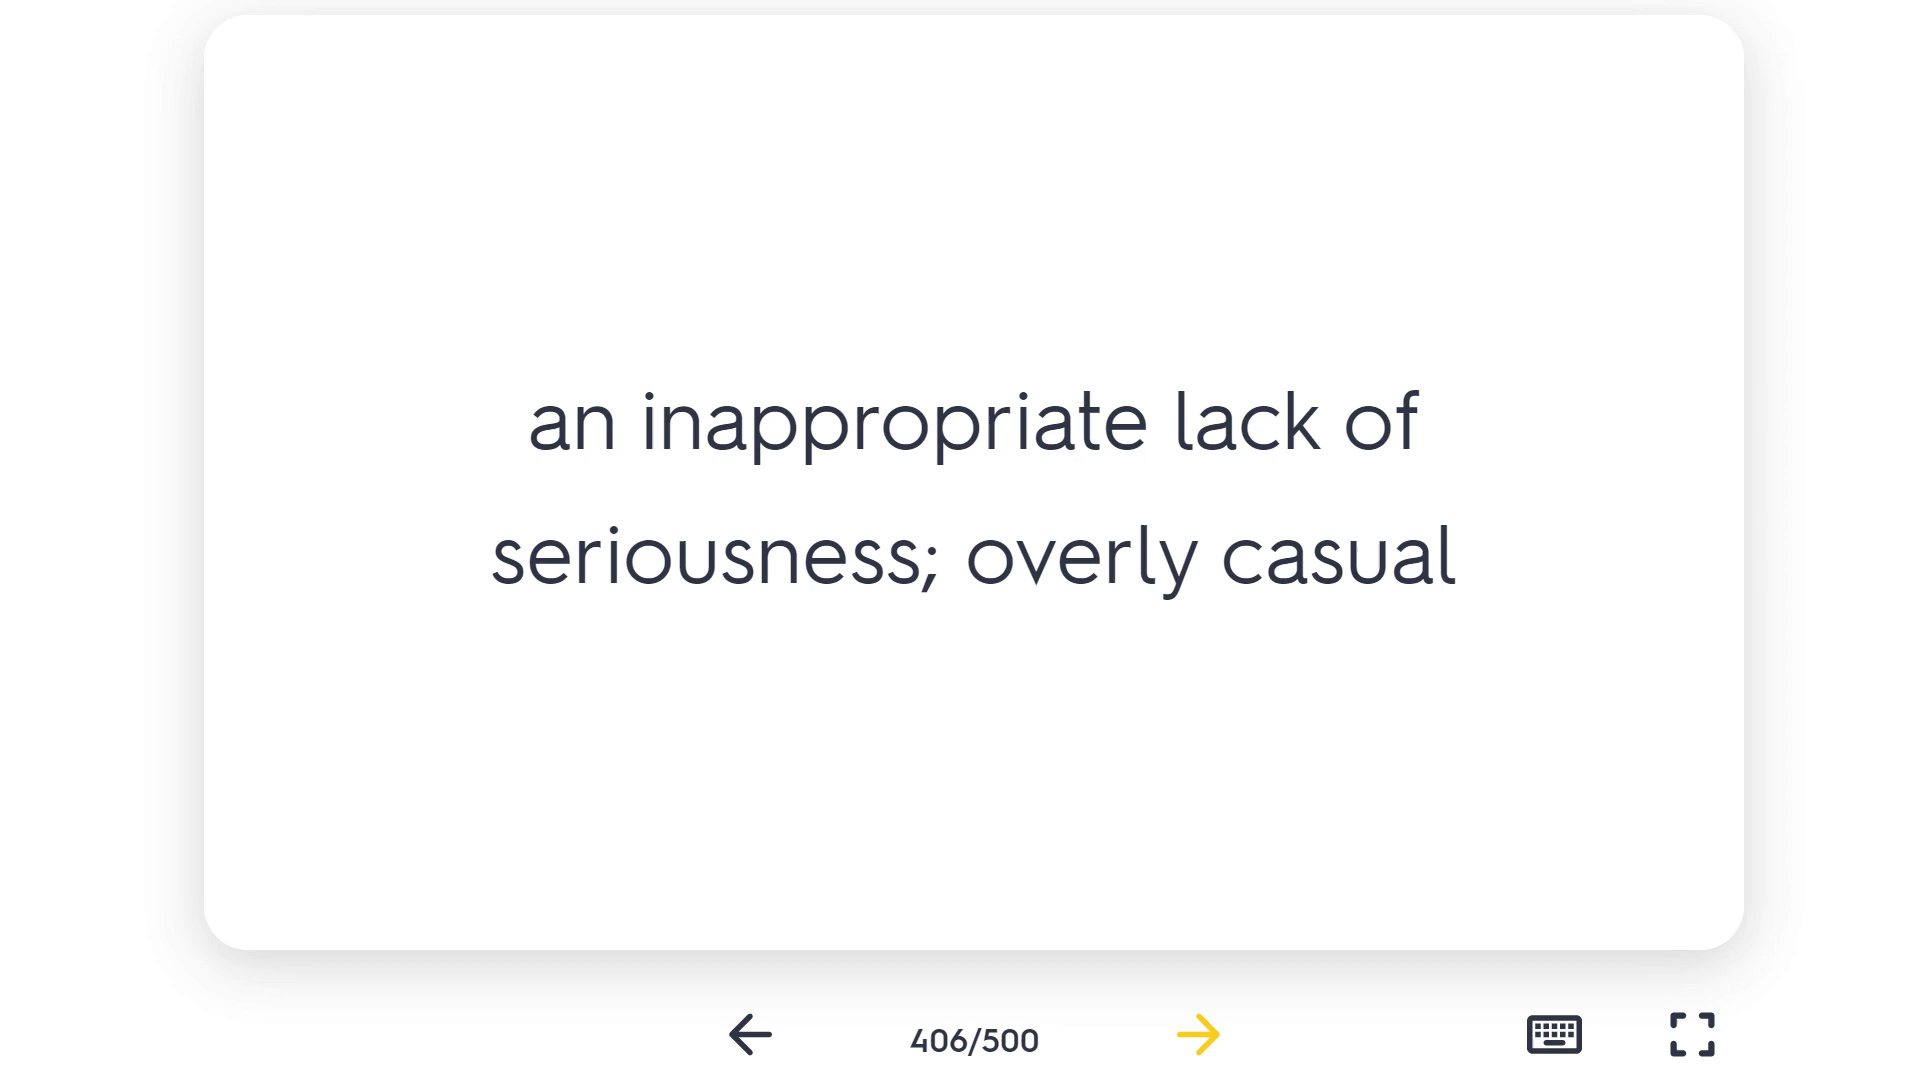 an inappropriate lack of
seriousness; overly casual
406/500